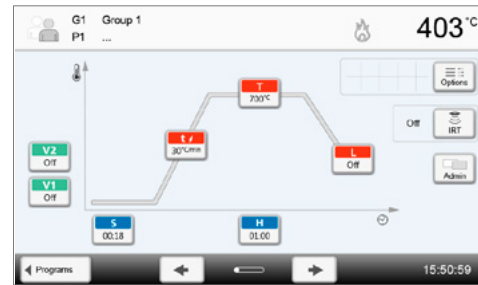 G1 Group 1
P1 ...
403°C
Options
T
700°C
Off
IRT
t
30°C/min
V2
Off
L
Off
Admin
V1
Off
S
00:18
H
01:00
Programs
15:50:59